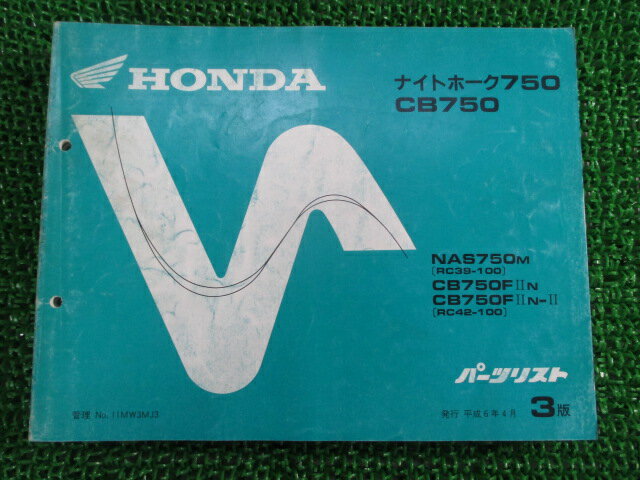 HONDA
ナイトホーク750
CB750
NAS750M
[RC39-100]
CB750FⅡN
CB750FⅡN-Ⅱ
[RC42-100]
パーツリスト
管理 No. 11MW3MJ3
発行 平成6年4月 3版